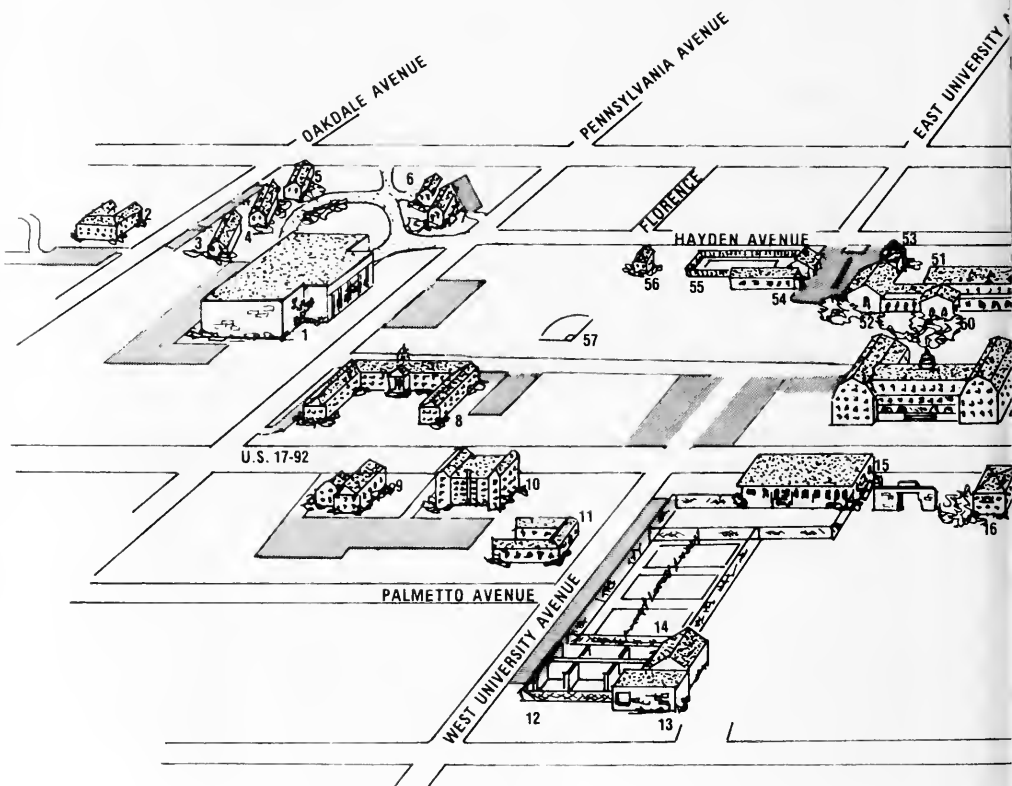 OAKDALE AVENUE
PENNSYLVANIA AVENUE
EAST UNIVERSITY A
2
5
6
3
4
FLORENCE
HAYDEN AVENUE
53
51
56
55
54
52
50
1
57
8
U.S. 17-92
9
10
15
11
16
PALMETTO AVENUE
WEST UNIVERSITY AVENUE
14
12
13